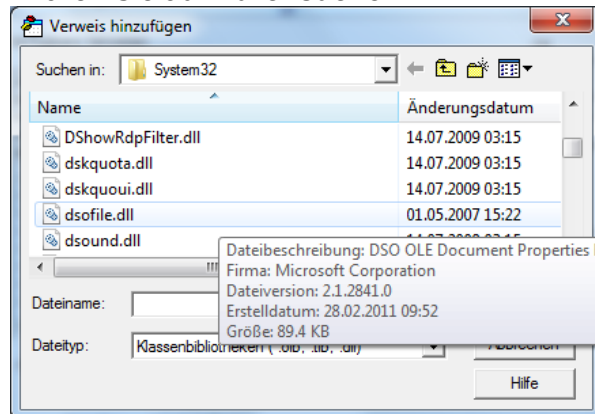 Verweis hinzufügen
Suchen in: System32
Name Änderungsdatum
DShowRdpFilter.dll 14.07.2009 03:15
dskquota.dll 14.07.2009 03:15
dskquoui.dll 14.07.2009 03:15
dsofile.dll 01.05.2007 15:22
dsound.dll
Dateibeschreibung: DSO OLE Document Properties
Firma: Microsoft Corporation
Dateiversion: 2.1.2841.0
Erstelldatum: 28.02.2011 09:52
Größe: 89.4 KB
Dateiname:
Dateityp: Klassenbibliotheken (*.olb, *.tlb, *.dll)
Abbrechen
Hilfe